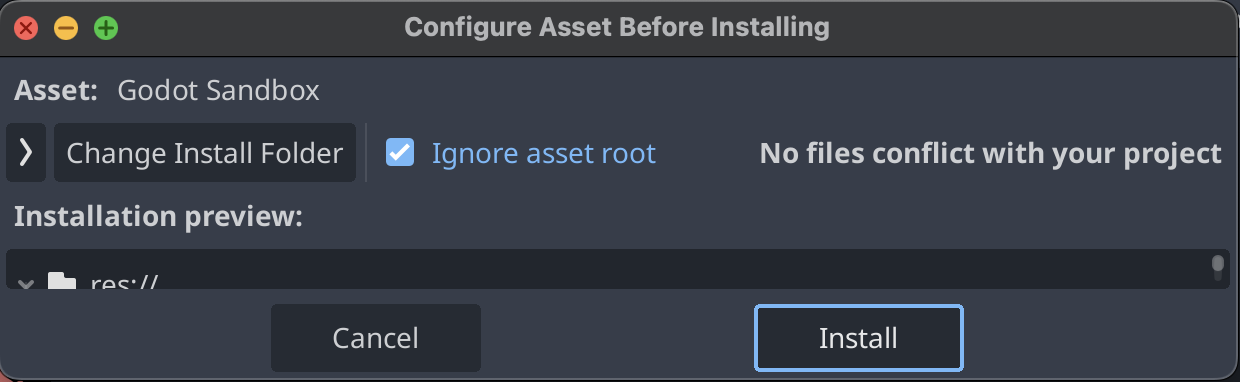 Configure Asset Before Installing
Asset: Godot Sandbox
Change Install Folder Ignore asset root No files conflict with your project
Installation preview:
res://
Cancel Install